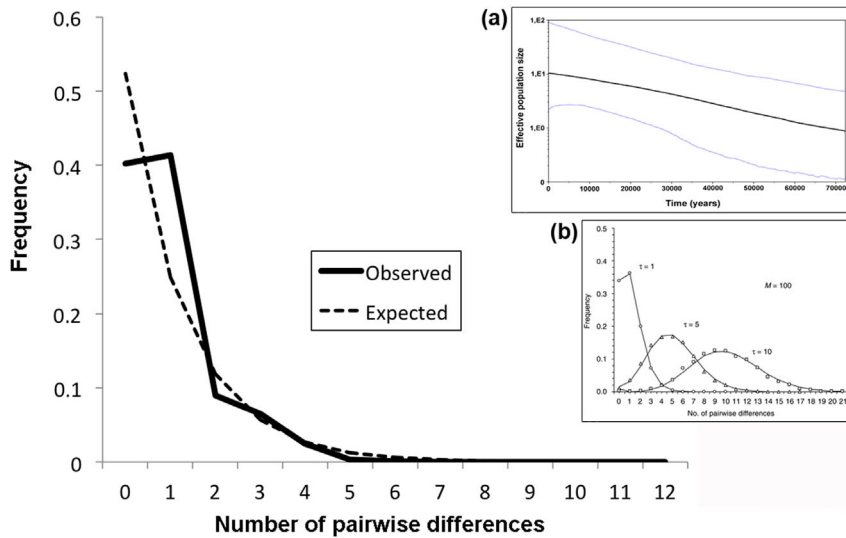 0.6
0.5
0.4
0.3
0.2
0.1
0
Frequency
0 1 2 3 4 5 6 7 8 9 10 11 12
Number of pairwise differences
Observed
Expected
(a)
1,E2
1,E1
1,E0
0
Effective population size
0 10000 20000 30000 40000 50000 60000 70000
Time (years)
(b)
0.5
0.4
0.3
0.2
0.1
0.0
Frequency
τ = 1
M = 100
τ = 5
τ = 10
0 1 2 3 4 5 6 7 8 9 10 11 12 13 14 15 16 17 18 19 20 21
No. of pairwise differences